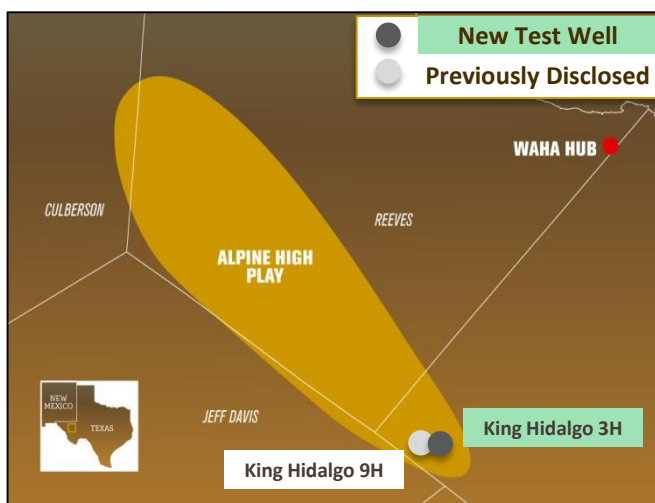 New Test Well
Previously Disclosed
WAHA HUB
CULBERSON
REEVES
ALPINE HIGH
PLAY
NEW
MEXICO
TEXAS
JEFF DAVIS
King Hidalgo 3H
King Hidalgo 9H